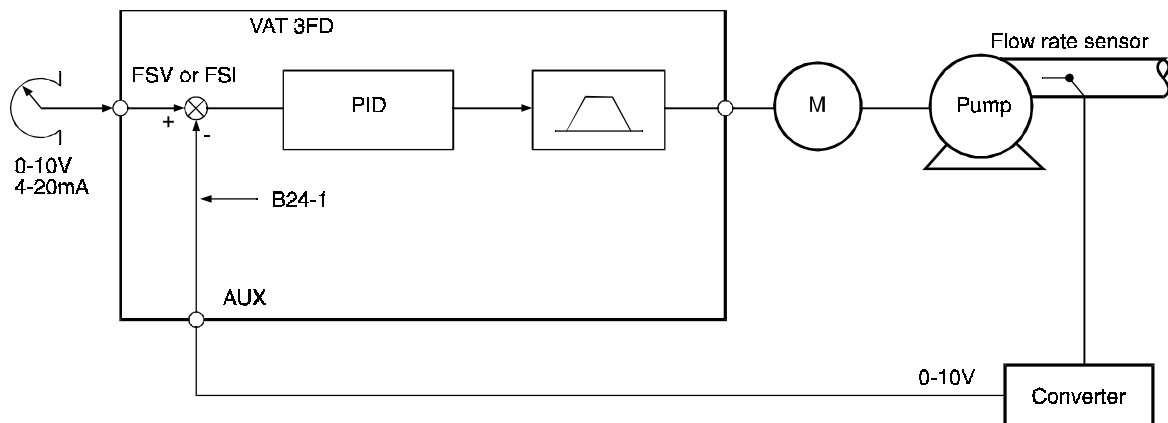 VAT 3FD
Flow rate sensor
FSV or FSI
PID
M
Pump
+
-
0-10V
4-20mA
B24-1
AUX
0-10V
Converter